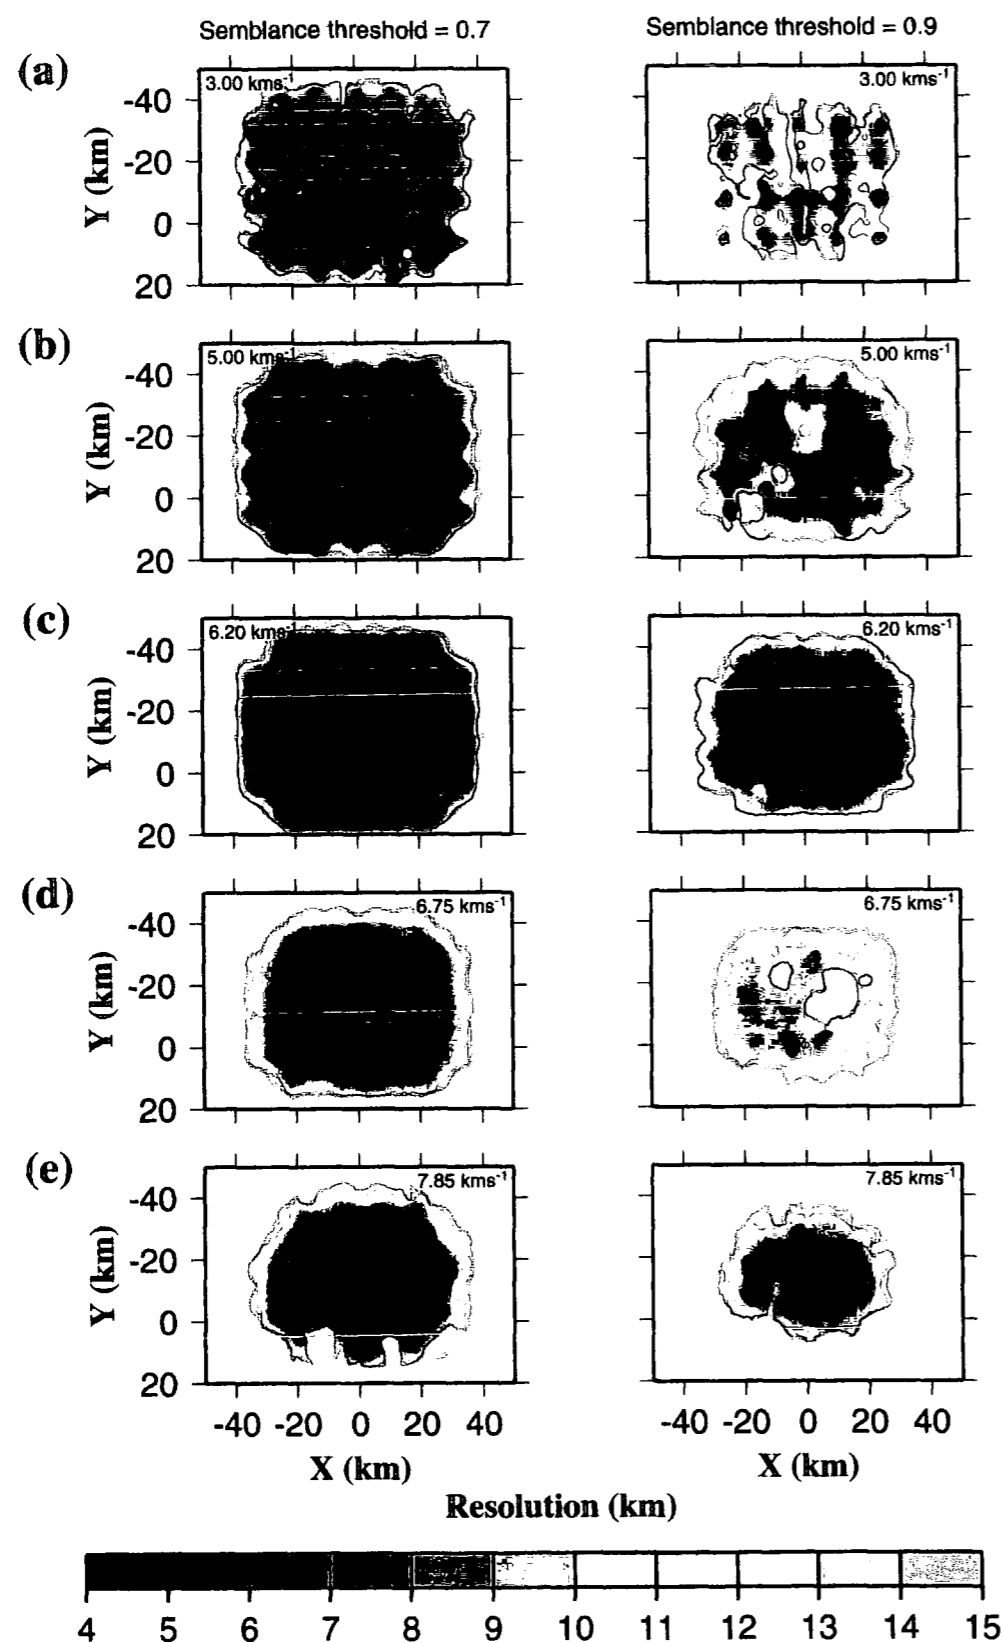 Semblance threshold = 0.7
Semblance threshold = 0.9
(a)
3.00 kms-1
3.00 kms-1
Y (km)
-40
-20
0
20
(b)
5.00 kms-1
5.00 kms-1
Y (km)
-40
-20
0
20
(c)
6.20 kms-1
6.20 kms-1
Y (km)
-40
-20
0
20
(d)
6.75 kms-1
6.75 kms-1
Y (km)
-40
-20
0
20
(e)
7.85 kms-1
7.85 kms-1
Y (km)
-40
-20
0
20
-40 -20 0 20 40
-40 -20 0 20 40
X (km)
X (km)
Resolution (km)
4 5 6 7 8 9 10 11 12 13 14 15